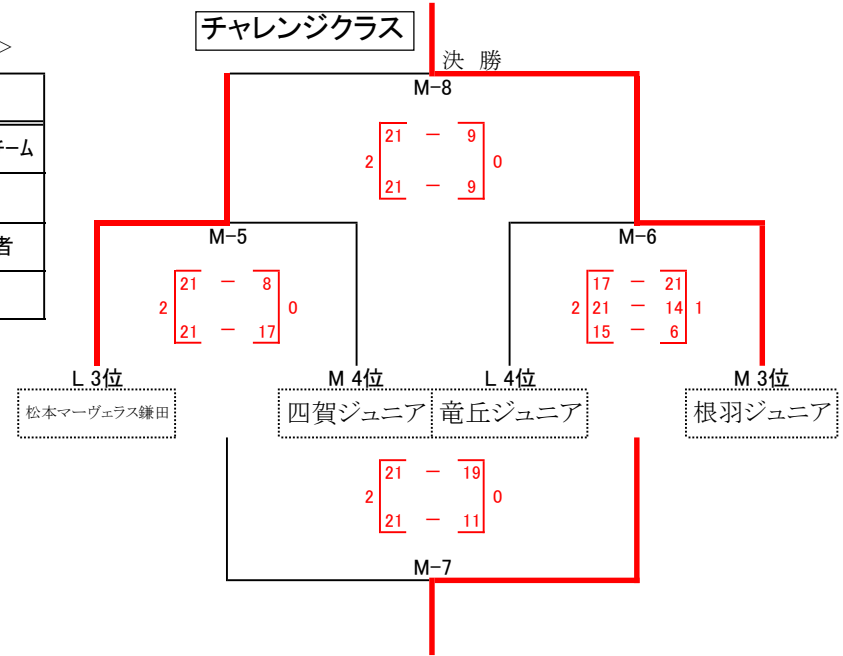 チャレンジクラス
>
決 勝
M-8
ーム
21 － 9
2 0
21 － 9
者
M-5 M-6
21 － 8 17 － 21
2 0 2 21 － 14 1
21 － 17 15 － 6
L 3位 M 4位 L 4位 M 3位
松本マーヴェラス鎌田 四賀ジュニア 竜丘ジュニア 根羽ジュニア
21 － 19
2 0
21 － 11
M-7